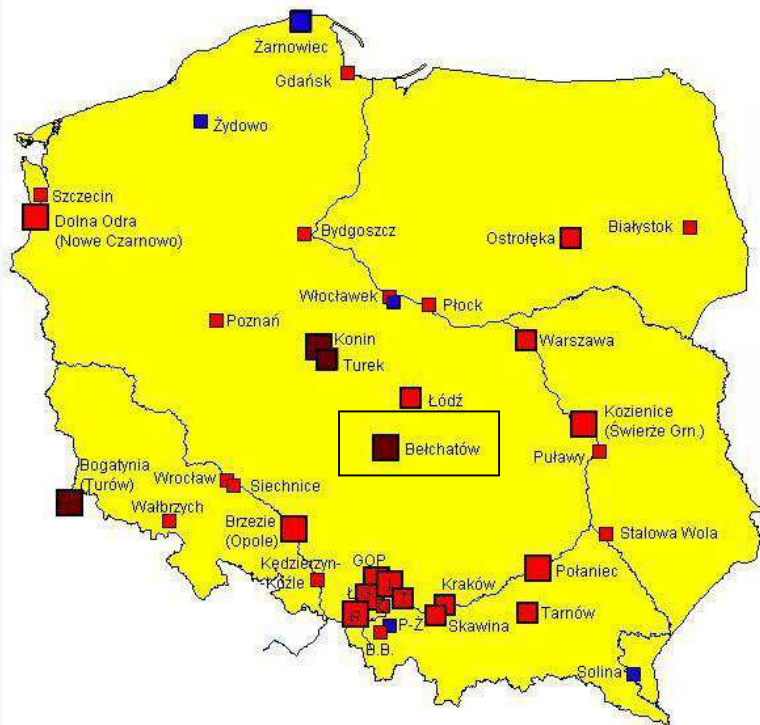 Żarnowiec
Gdańsk
Żydowo
Szczecin
Dolna Odra
(Nowe Czarnowo)
Bydgoszcz
Ostrołęka
Białystok
Włocławek
Płock
Poznań
Konin
Turek
Warszawa
Łódź
Kozienice
(Świerże Grn.)
Bełchatów
Puławy
Bogatynia
(Turów)
Wrocław
Siechnice
Wałbrzych
Brzezie
(Opole)
Stalowa Wola
Kędzierzyn-
Koźle
GOP
Połaniec
Kraków
Skawina
Tarnów
P-Ż
B.B.
Solina